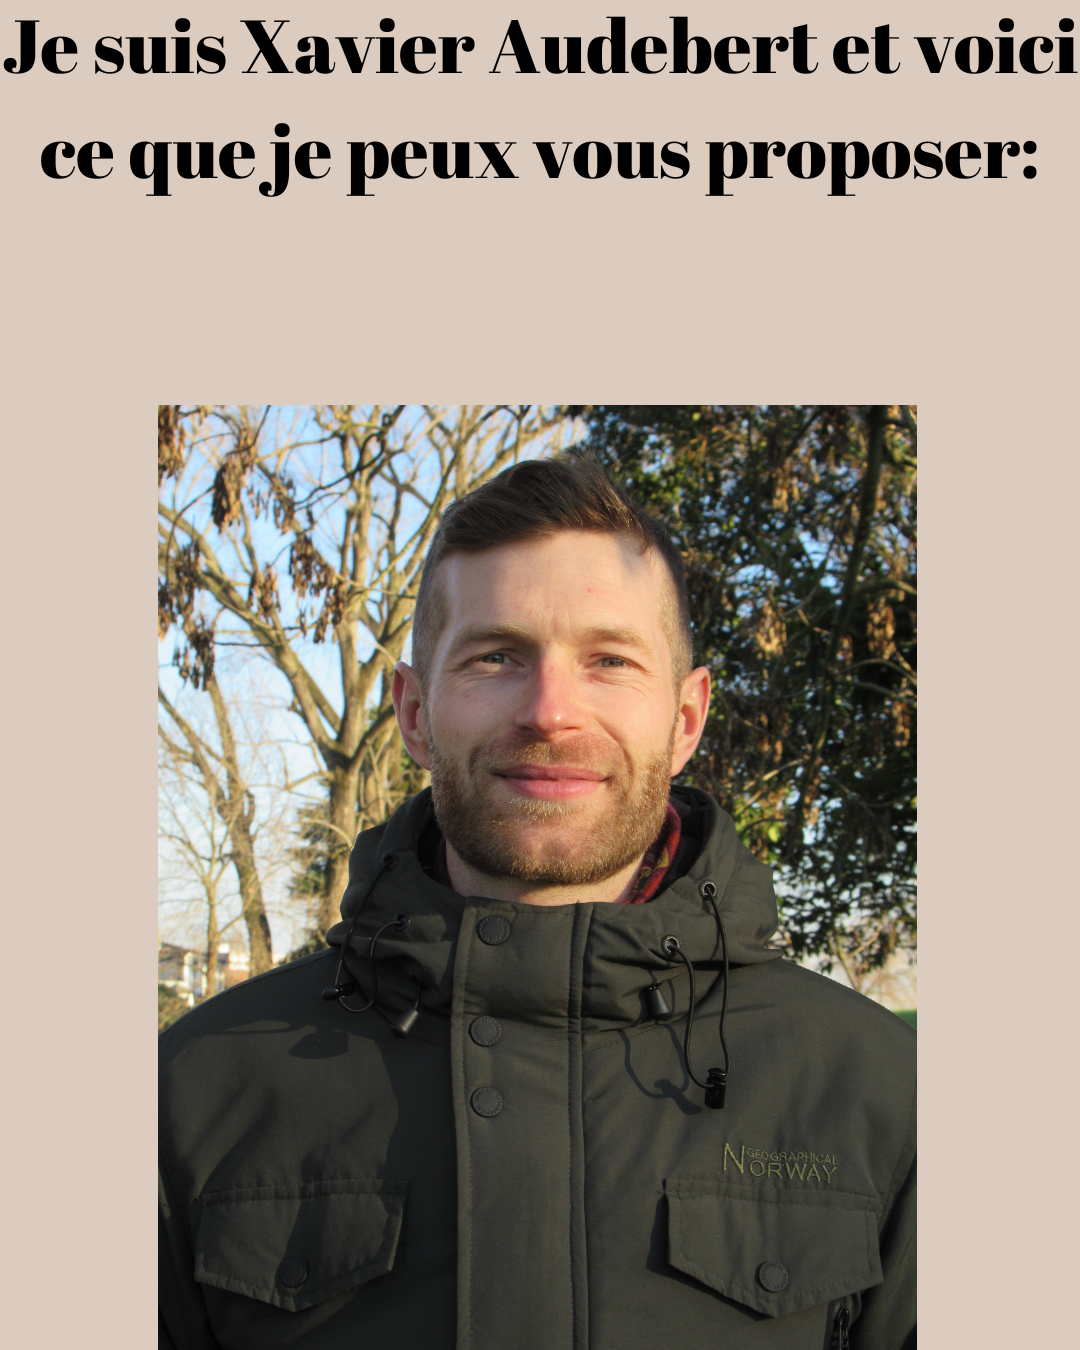 Je suis Xavier Audebert et voici
ce que je peux vous proposer:
GEOGRAPHICAL
NORWAY